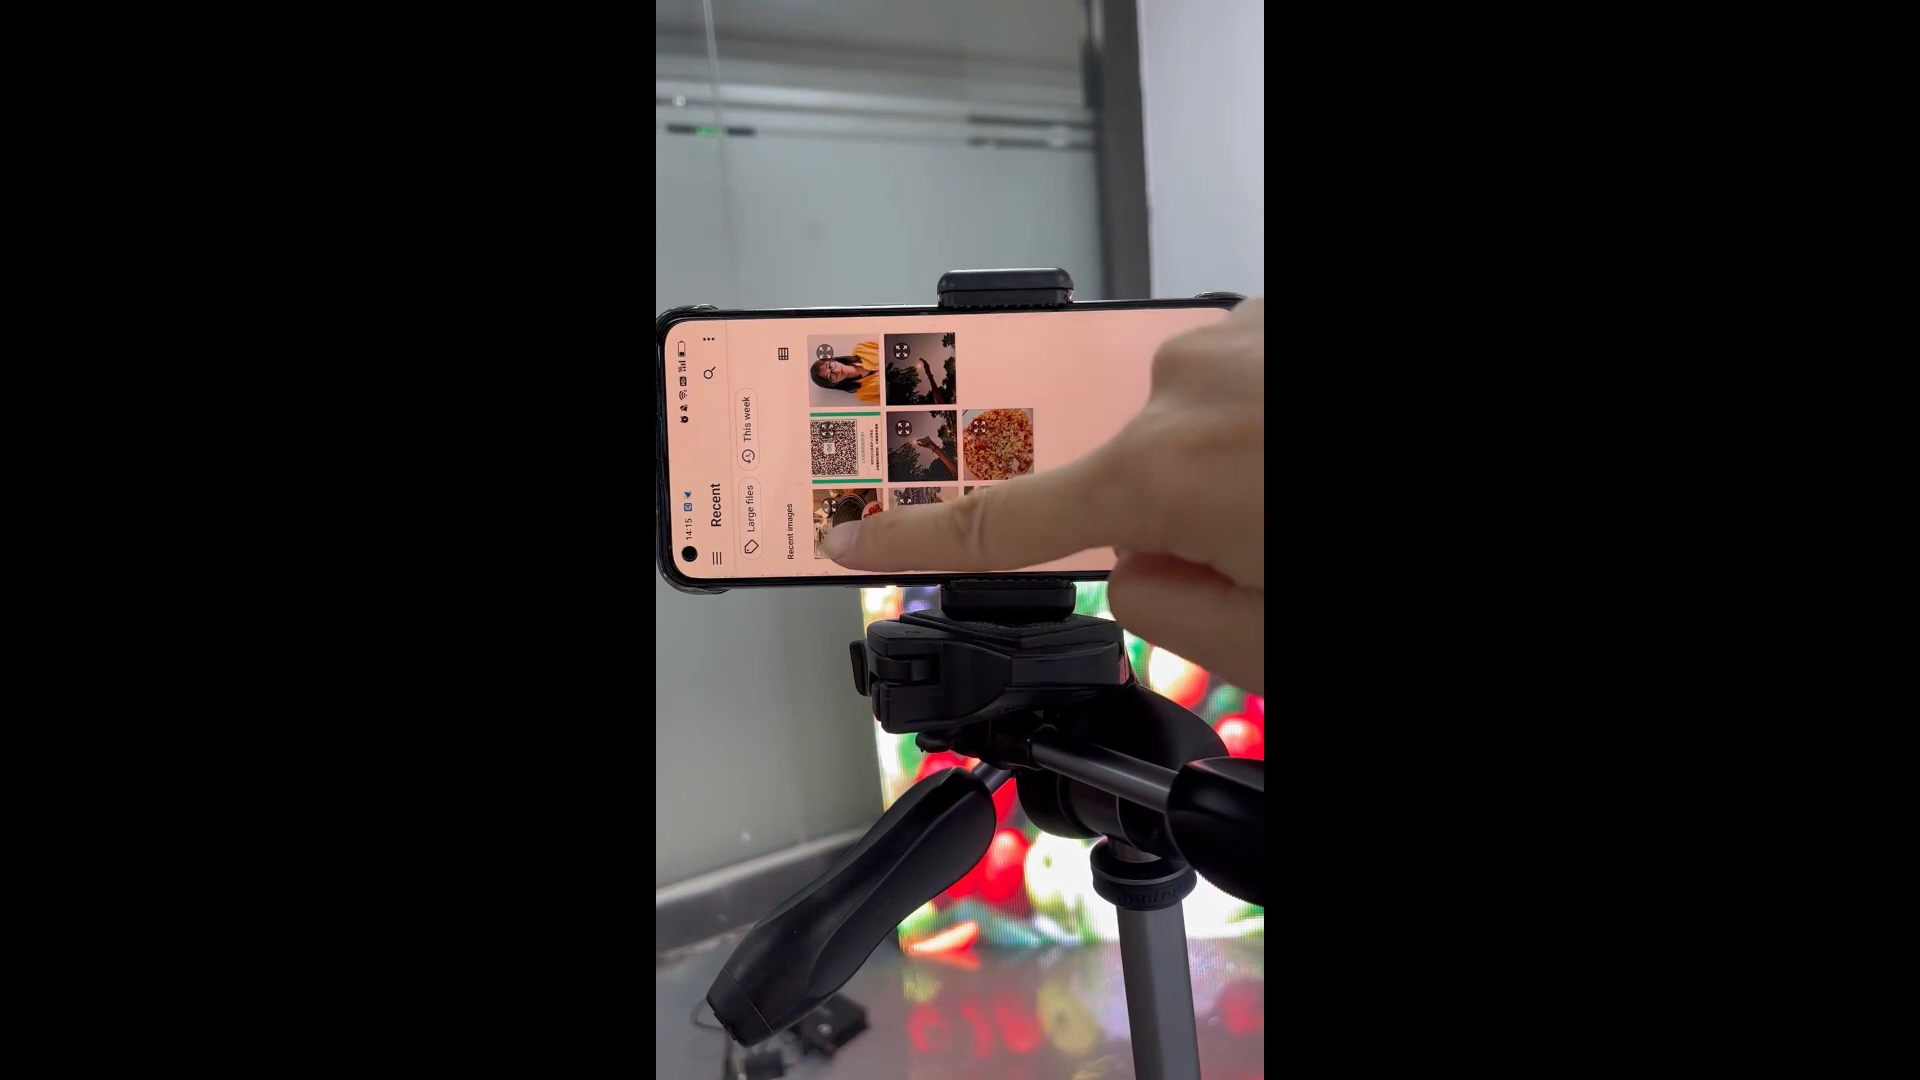 14:15
Recent
Large files
This week
Recent images